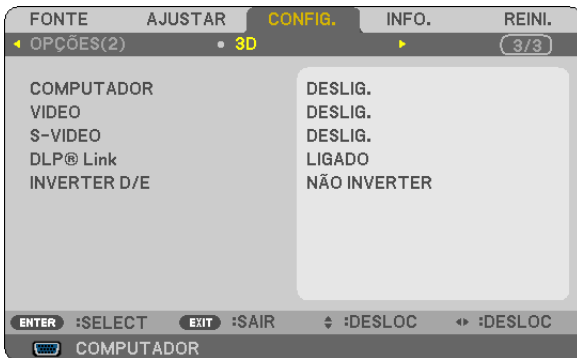 FONTE AJUSTAR CONFIG. INFO. REINI.
OPÇÕES(2) • 3D 3/3
COMPUTADOR DESLIG.
VIDEO DESLIG.
S-VIDEO DESLIG.
DLP® Link LIGADO
INVERTER D/E NÃO INVERTER
ENTER :SELECT EXIT :SAIR :DESLOC :DESLOC
COMPUTADOR